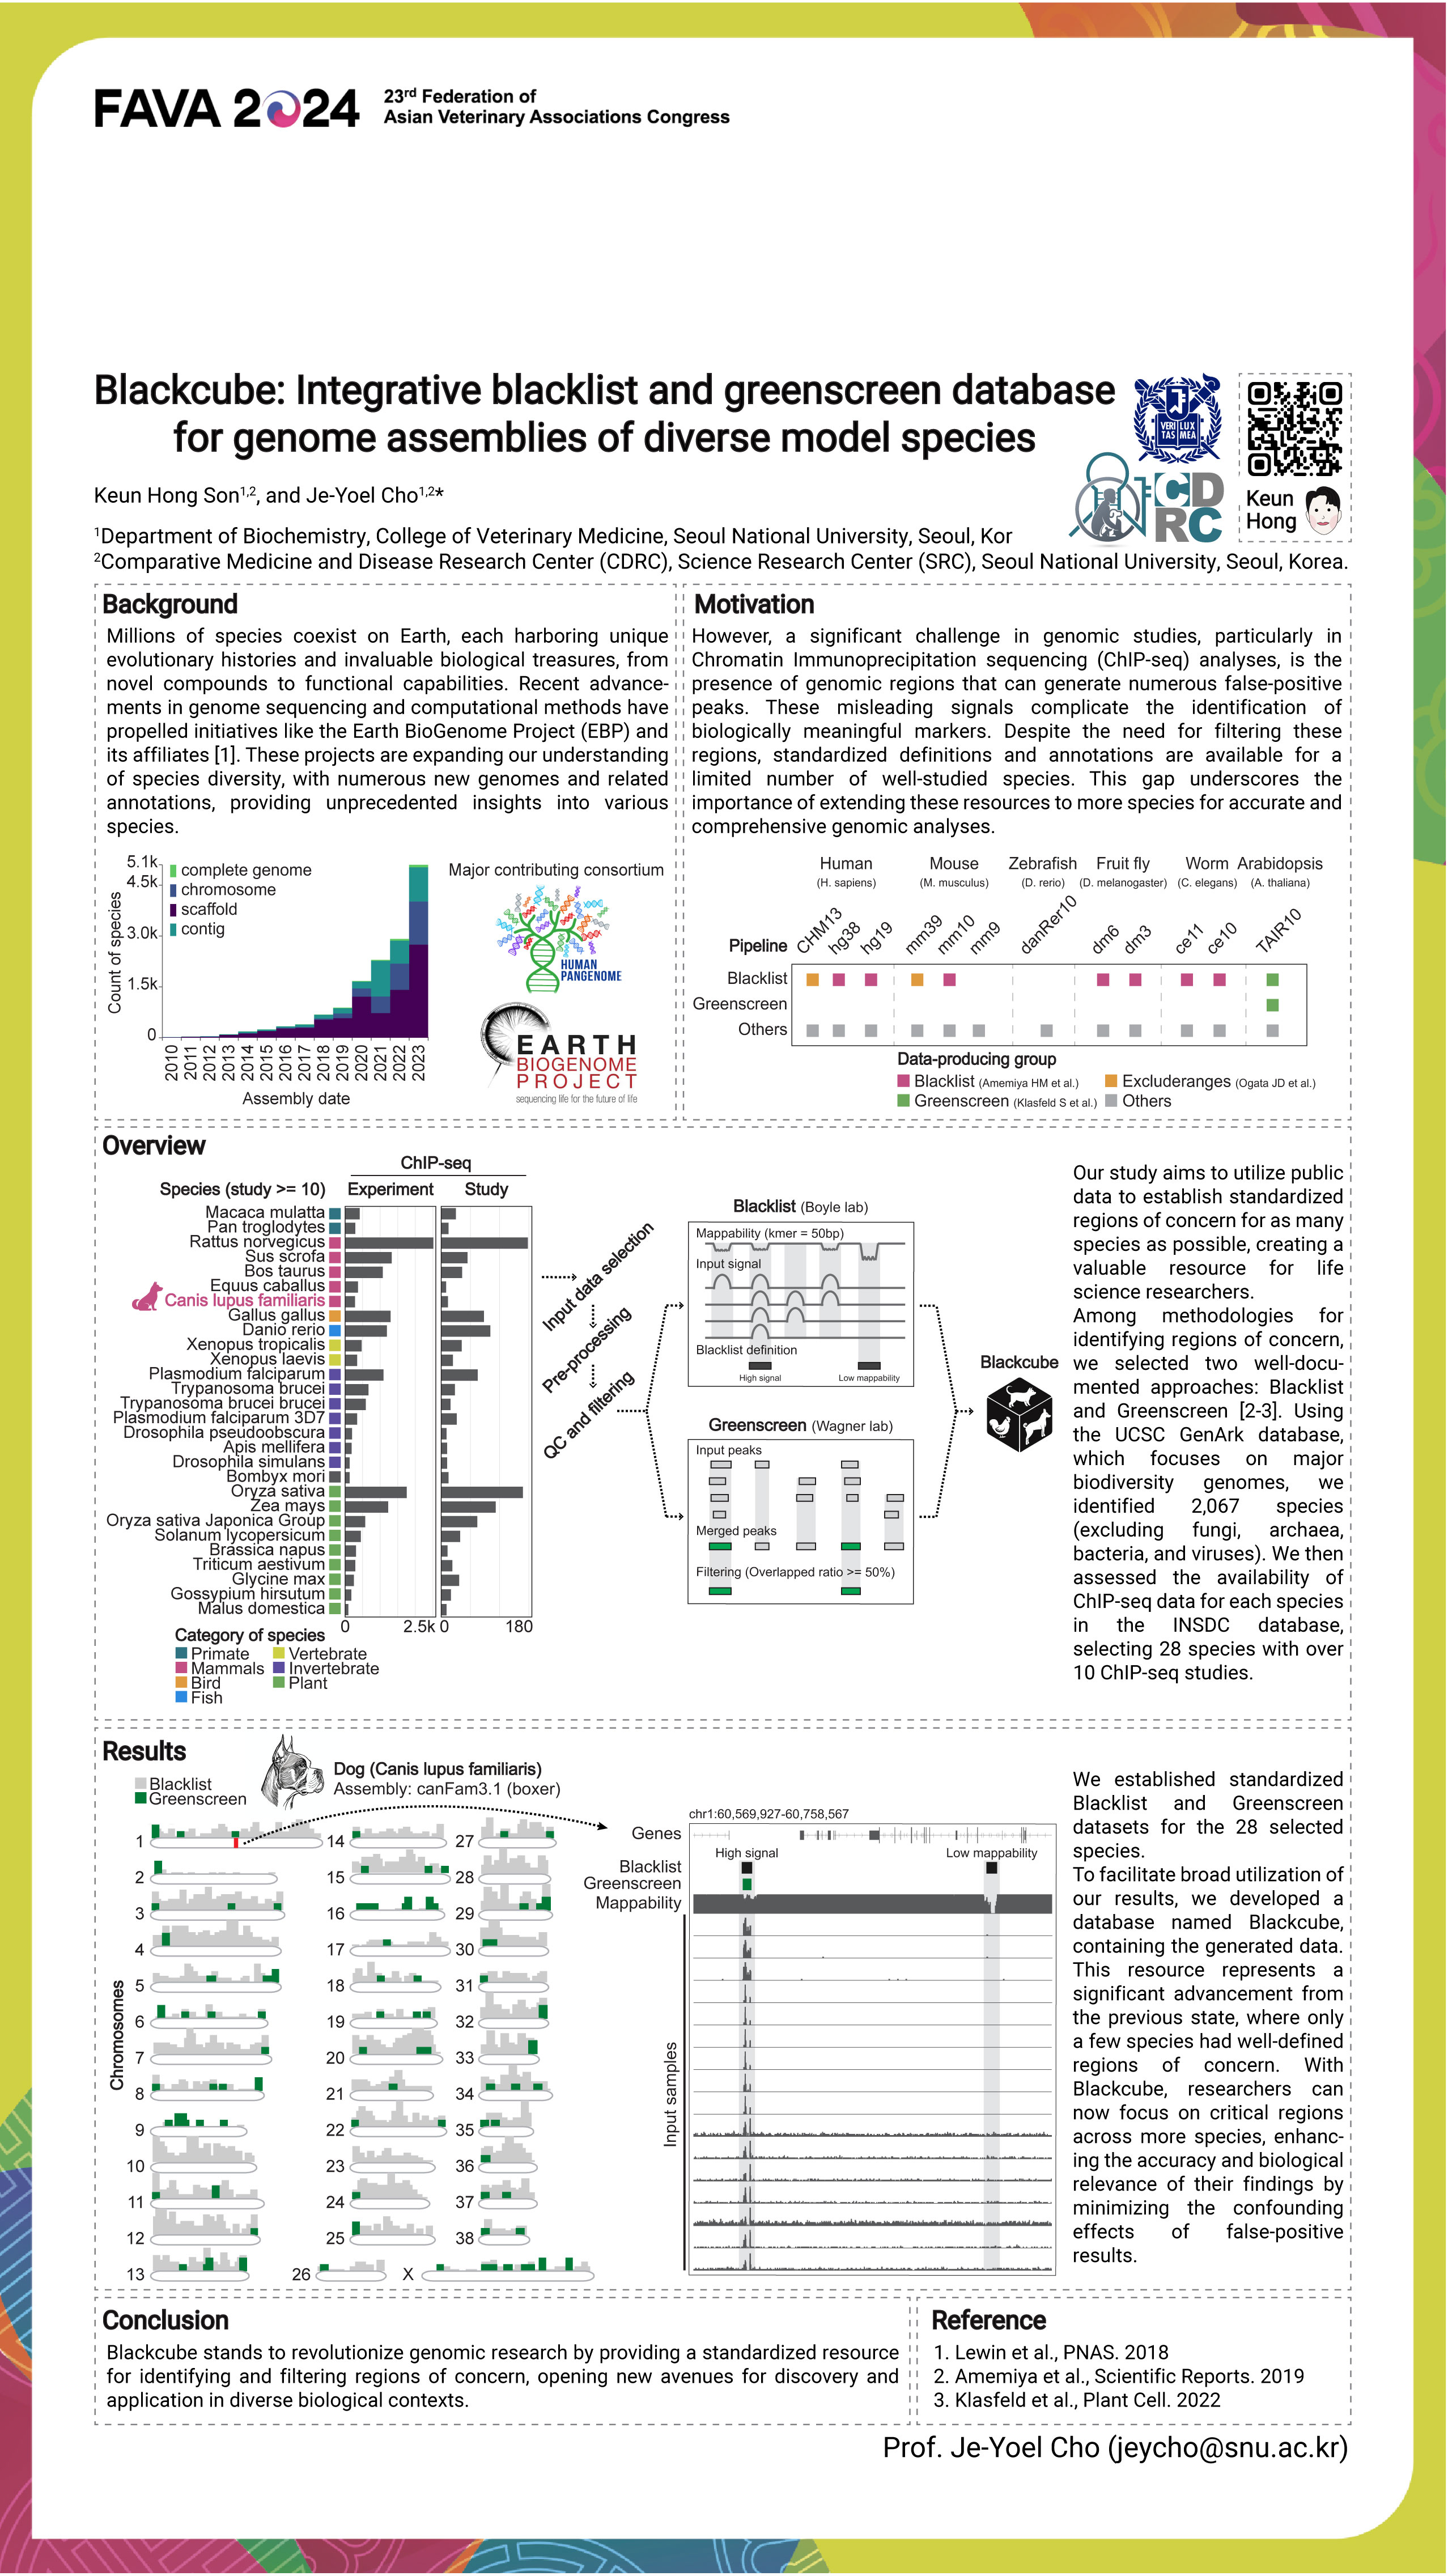 FAVA 2024
23rd Federation of
Asian Veterinary Associations Congress
Blackcube: Integrative blacklist and greenscreen database
for genome assemblies of diverse model species
VERI LUX
TAS MEA
CD
RC
Keun
Hong
Keun Hong Son1,2, and Je-Yoel Cho1,2*
1Department of Biochemistry, College of Veterinary Medicine, Seoul National University, Seoul, Kor
2Comparative Medicine and Disease Research Center (CDRC), Science Research Center (SRC), Seoul National University, Seoul, Korea.
Background
Millions of species coexist on Earth, each harboring unique
evolutionary histories and invaluable biological treasures, from
novel compounds to functional capabilities. Recent advance-
ments in genome sequencing and computational methods have
propelled initiatives like the Earth BioGenome Project (EBP) and
its affiliates [1]. These projects are expanding our understanding
of species diversity, with numerous new genomes and related
annotations, providing unprecedented insights into various
species.
5.1k
4.5k
3.0k
1.5k
0
Count of species
complete genome
chromosome
scaffold
contig
2010
2011
2012
2013
2014
2015
2016
2017
2018
2019
2020
2021
2022
2023
Assembly date
Major contributing consortium
HUMAN
PANGENOME
EARTH
BIOGENOME
PROJECT
sequencing life for the future of life
Motivation
However, a significant challenge in genomic studies, particularly in
Chromatin Immunoprecipitation sequencing (ChIP-seq) analyses, is the
presence of genomic regions that can generate numerous false-positive
peaks. These misleading signals complicate the identification of
biologically meaningful markers. Despite the need for filtering these
regions, standardized definitions and annotations are available for a
limited number of well-studied species. This gap underscores the
importance of extending these resources to more species for accurate and
comprehensive genomic analyses.
Human Mouse Zebrafish Fruit fly Worm Arabidopsis
(H. sapiens) (M. musculus) (D. rerio) (D. melanogaster) (C. elegans) (A. thaliana)
Pipeline CHM13 hg38 hg19 mm39 mm10 mm9 danRer10 dm6 dm3 ce11 ce10 TAIR10
Blacklist
Greenscreen
Others
Data-producing group
Blacklist (Amemiya HM et al.) Excluderanges (Ogata JD et al.)
Greenscreen (Klasfeld S et al.) Others
Overview
ChIP-seq
Species (study >= 10) Experiment Study
Macaca mulatta
Pan troglodytes
Rattus norvegicus
Sus scrofa
Bos taurus
Equus caballus
Canis lupus familiaris
Gallus gallus
Danio rerio
Xenopus tropicalis
Xenopus laevis
Plasmodium falciparum
Trypanosoma brucei
Trypanosoma brucei brucei
Plasmodium falciparum 3D7
Drosophila pseudoobscura
Apis mellifera
Drosophila simulans
Bombyx mori
Oryza sativa
Zea mays
Oryza sativa Japonica Group
Solanum lycopersicum
Brassica napus
Triticum aestivum
Glycine max
Gossypium hirsutum
Malus domestica
0 2.5k 0 180
Category of species
Primate Vertebrate
Mammals Invertebrate
Bird Plant
Fish
Input data selection
Pre-processing
QC and filtering
Blacklist (Boyle lab)
Mappability (kmer = 50bp)
Input signal
Blacklist definition
High signal Low mappability
Greenscreen (Wagner lab)
Input peaks
Merged peaks
Filtering (Overlapped ratio >= 50%)
Blackcube
Our study aims to utilize public
data to establish standardized
regions of concern for as many
species as possible, creating a
valuable resource for life
science researchers.
Among methodologies for
identifying regions of concern,
we selected two well-docu-
mented approaches: Blacklist
and Greenscreen [2-3]. Using
the UCSC GenArk database,
which focuses on major
biodiversity genomes, we
identified 2,067 species
(excluding fungi, archaea,
bacteria, and viruses). We then
assessed the availability of
ChIP-seq data for each species
in the INSDC database,
selecting 28 species with over
10 ChIP-seq studies.
Results
Blacklist
Greenscreen
Dog (Canis lupus familiaris)
Assembly: canFam3.1 (boxer)
Chromosomes
1 14 27
2 15 28
3 16 29
4 17 30
5 18 31
6 19 32
7 20 33
8 21 34
9 22 35
10 23 36
11 24 37
12 25 38
13 26 X
chr1:60,569,927-60,758,567
Genes
High signal Low mappability
Blacklist
Greenscreen
Mappability
Input samples
We established standardized
Blacklist and Greenscreen
datasets for the 28 selected
species.
To facilitate broad utilization of
our results, we developed a
database named Blackcube,
containing the generated data.
This resource represents a
significant advancement from
the previous state, where only
a few species had well-defined
regions of concern. With
Blackcube, researchers can
now focus on critical regions
across more species, enhanc-
ing the accuracy and biological
relevance of their findings by
minimizing the confounding
effects of false-positive
results.
Conclusion
Blackcube stands to revolutionize genomic research by providing a standardized resource
for identifying and filtering regions of concern, opening new avenues for discovery and
application in diverse biological contexts.
Reference
1. Lewin et al., PNAS. 2018
2. Amemiya et al., Scientific Reports. 2019
3. Klasfeld et al., Plant Cell. 2022
Prof. Je-Yoel Cho (jeycho@snu.ac.kr)